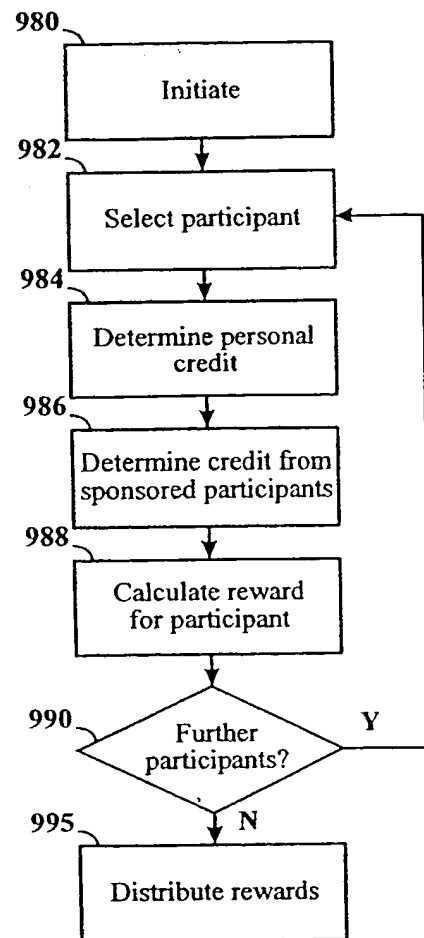 980
Initiate
982
Select participant
984
Determine personal
credit
986
Determine credit from
sponsored participants
988
Calculate reward
for participant
990
Further
participants?
Y
N
995
Distribute rewards